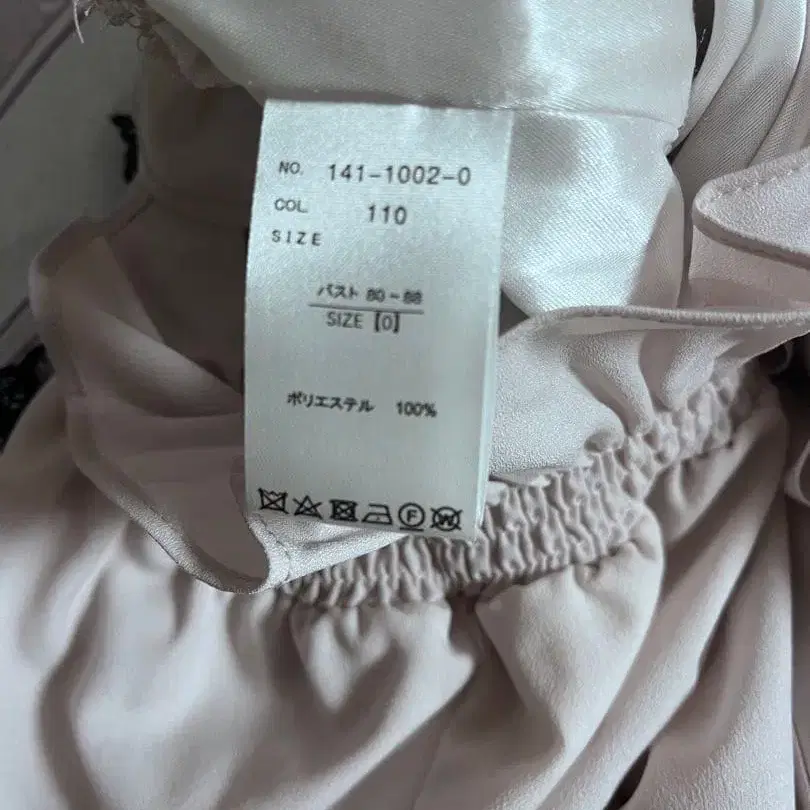 NO. 141-1002-0
COL. 110
SIZE
バスト 80~88
SIZE【0】
ポリエステル 100%
F
W